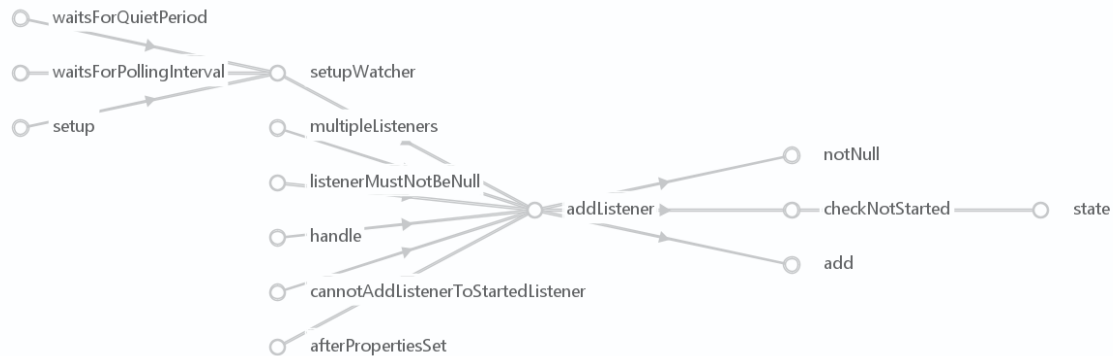 waitsForQuietPeriod
waitsForPollingInterval
setupWatcher
setup
multipleListeners
notNull
listenerMustNotBeNull
addListener
checkNotStarted
state
handle
add
cannotAddListenerToStartedListener
afterPropertiesSet